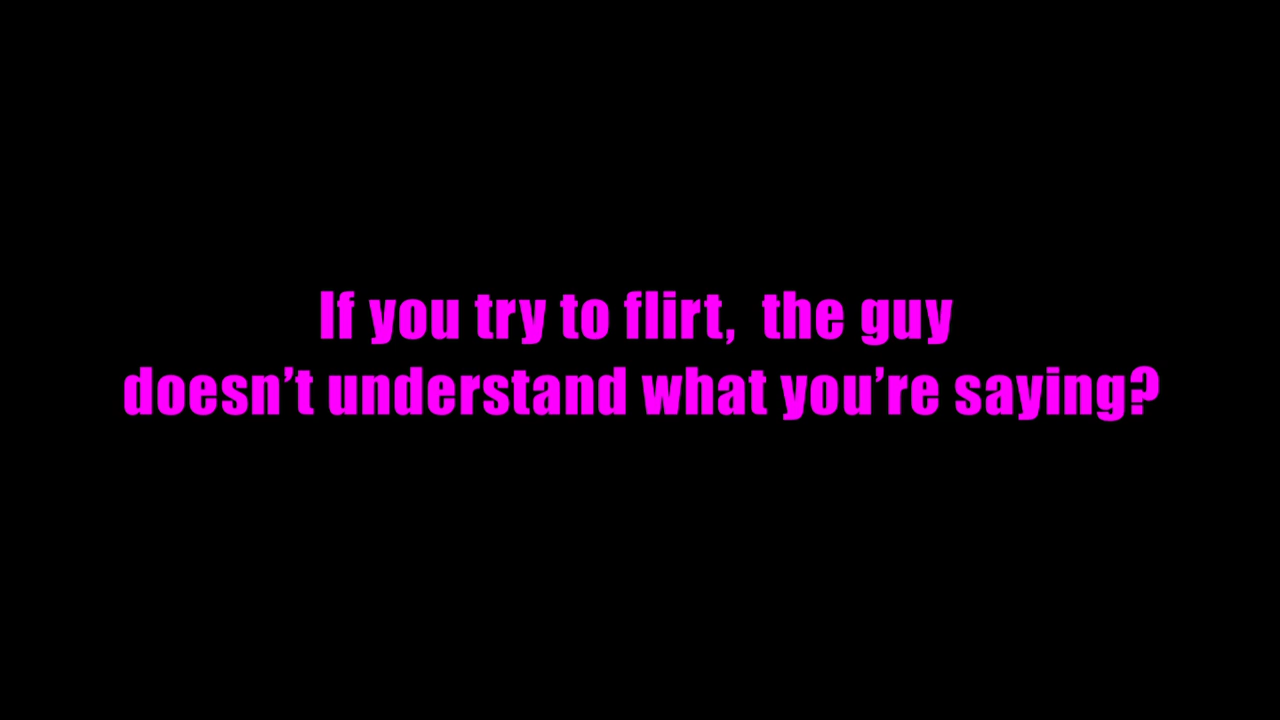 If you try to flirt,  the guy
doesn’t understand what you’re saying?